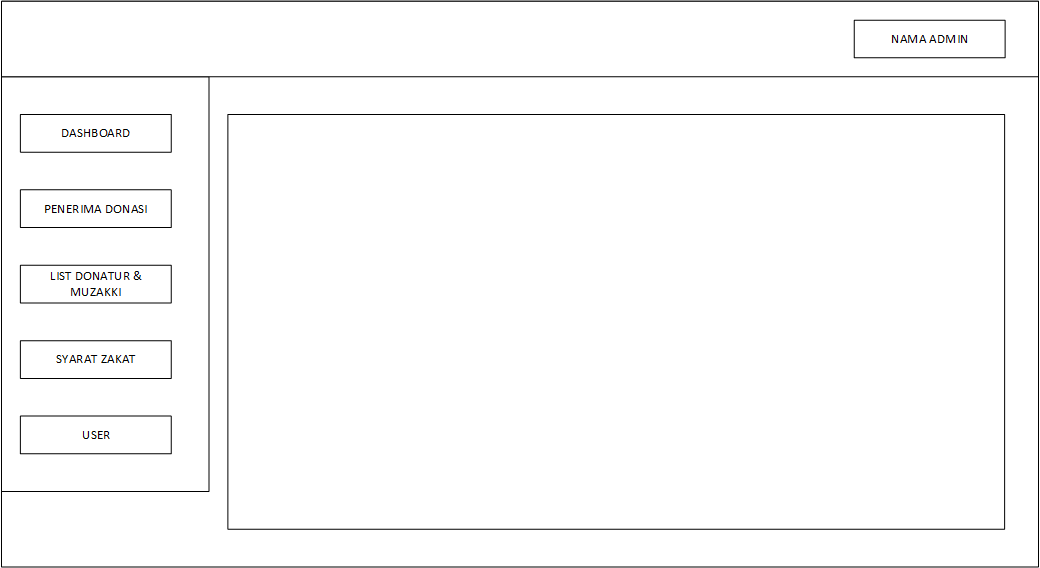 NAMA ADMIN
DASHBOARD
PENERIMA DONASI
LIST DONATUR &
MUZAKKI
SYARAT ZAKAT
USER